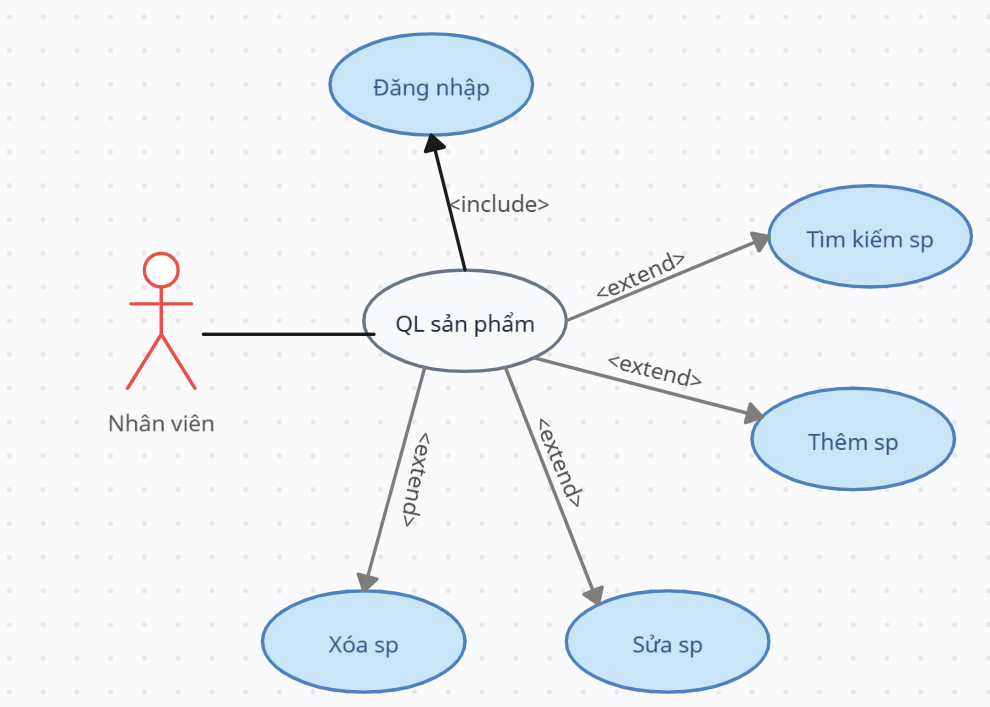 Đăng nhập
<include>
Tìm kiếm sp
<extend>
QL sản phẩm
<extend>
Nhân viên
Thêm sp
<extend>
<extend>
Xóa sp
Sửa sp